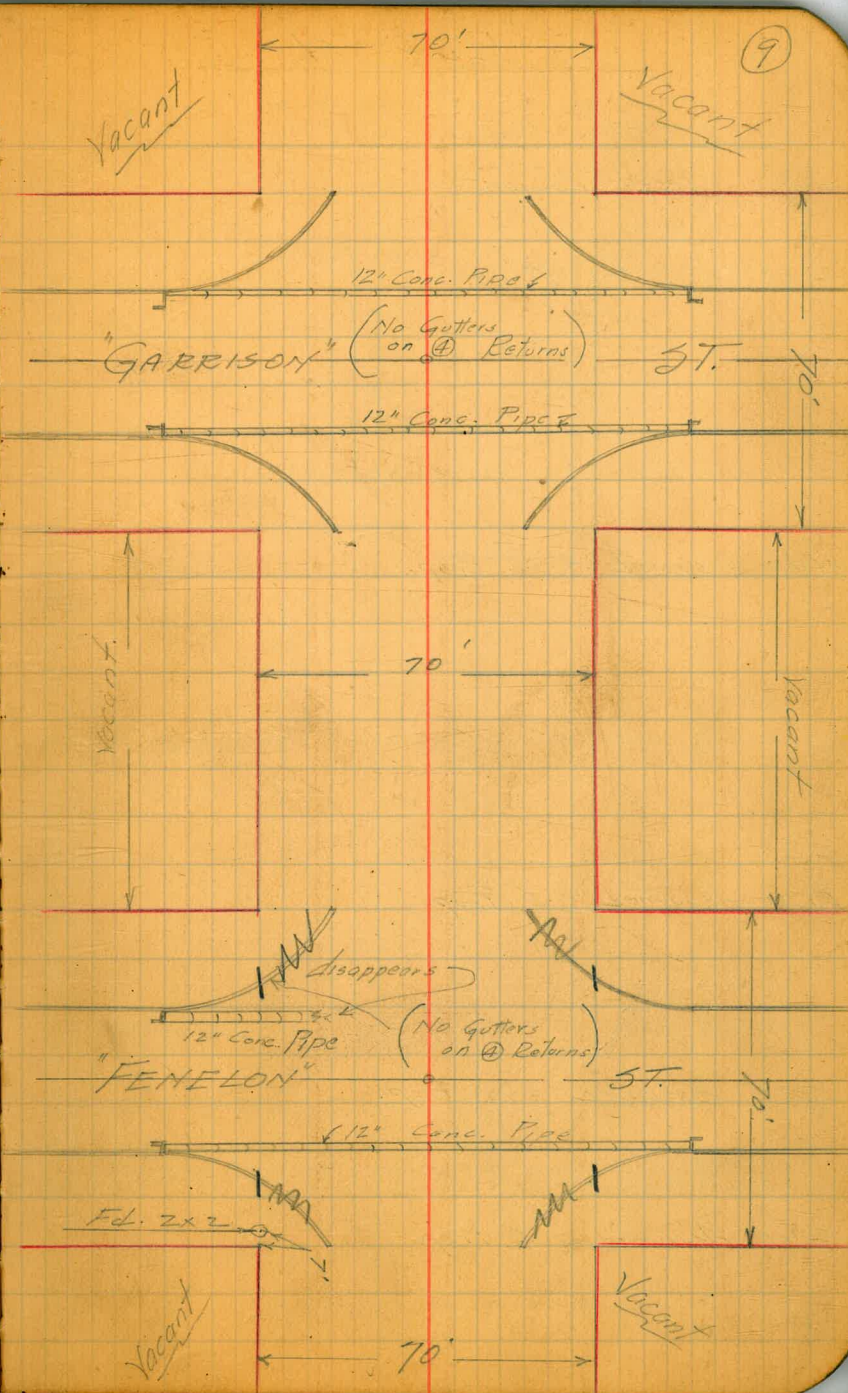 70'
9
Vacant
Vacant
12" Conc. Pipe
(No Gutters
on ④ Returns)
"GARRISON" ST.
70'
12" Conc. Pipe
Vacant.
70'
Vacant
disappears
12" Conc. Pipe
(No Gutters
on ④ Returns)
"FENELON" ST.
70'
12" Conc. Pipe
Fd. 2x2
7'
Vacant
Vacant
70'